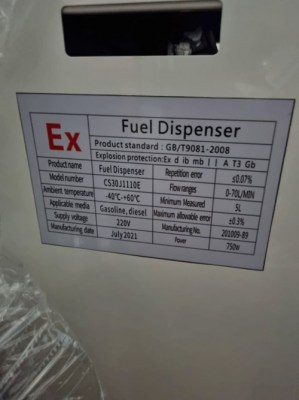 Ex
Fuel Dispenser
Product standard : GB/T9081-2008
Explosion protection:Ex d ib mb | | A T3 Gb
Product name Fuel Dispenser Repetition error ≤0.07%
Model number CS30J1110E Flow ranges 0-70L/MIN
Ambient temperature -40℃-+60℃ Minimum Measured 5L
Applicable media Gasoline, diesel Maximum allowable error ±0.3%
Supply voltage 220V Manufacturing No. 201009-89
Manufacturing date July 2021 Power 750W